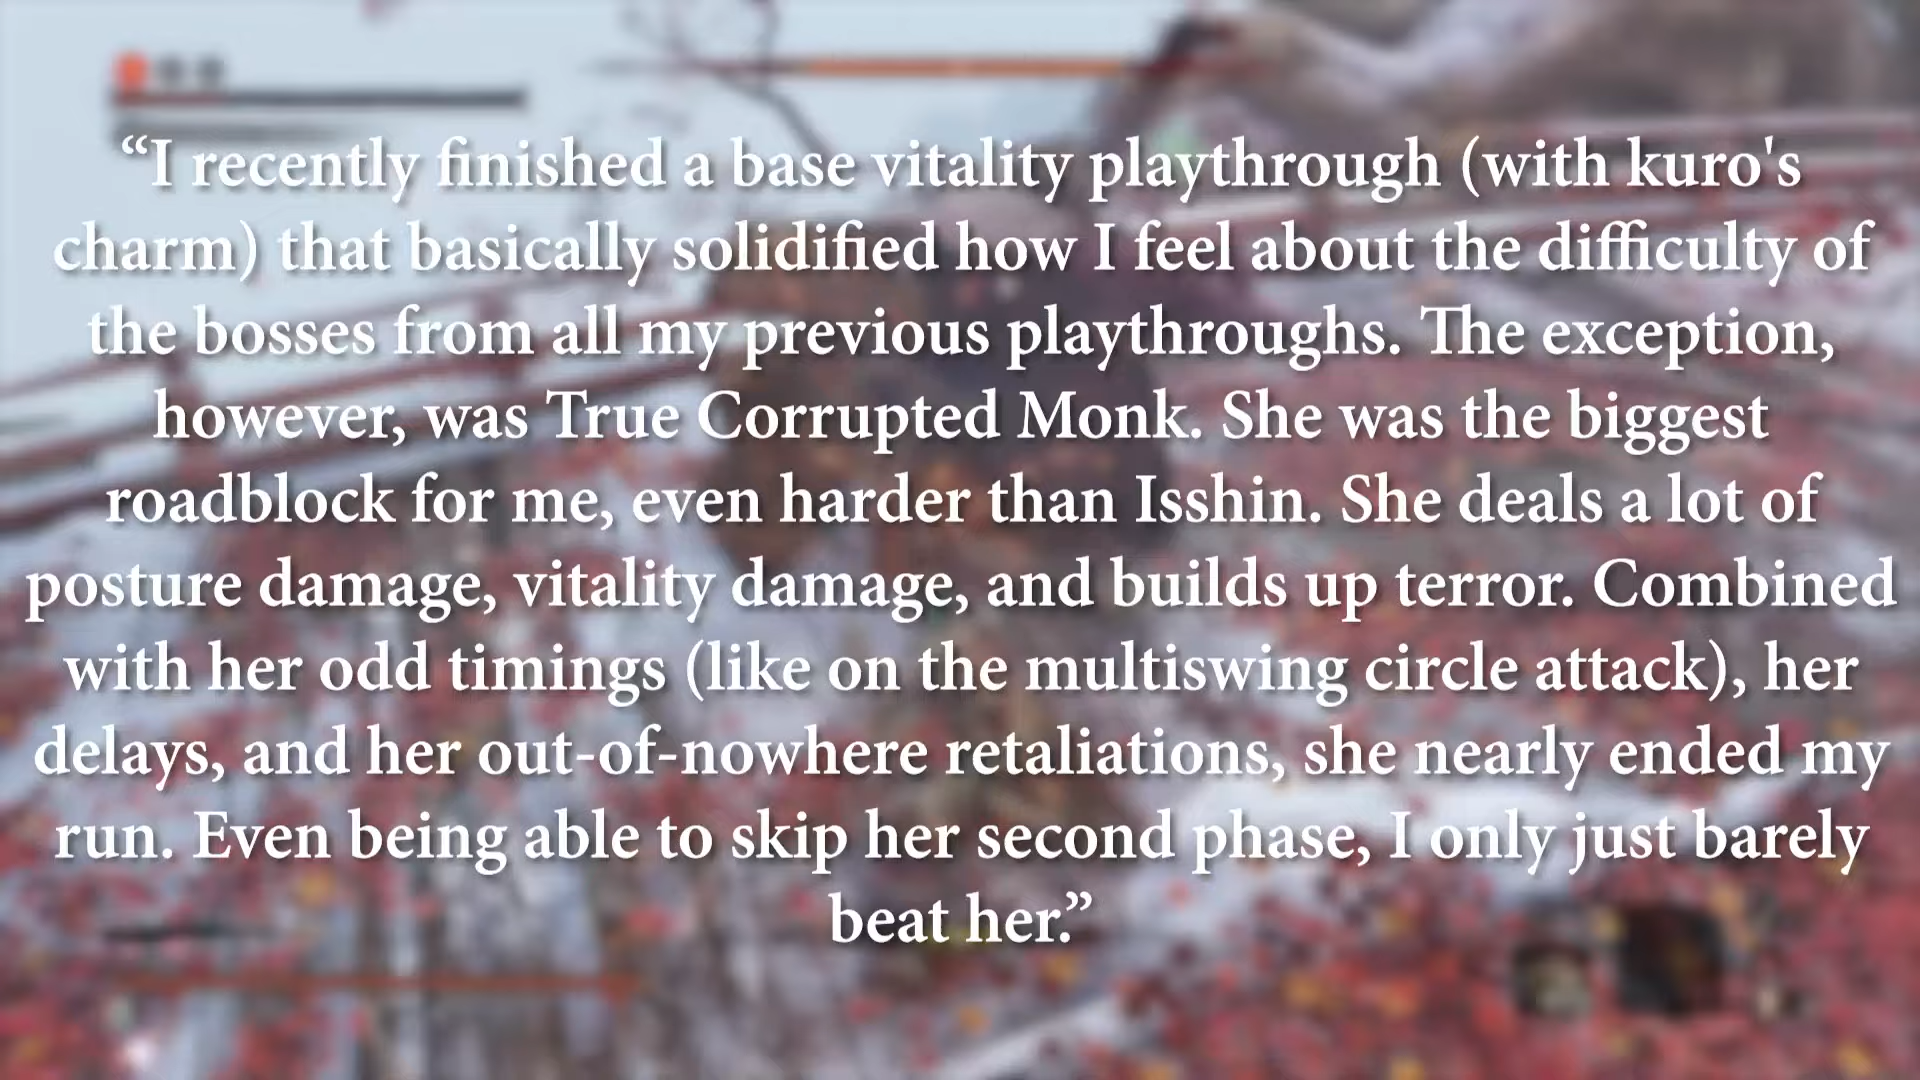 “I recently finished a base vitality playthrough (with kuro's
charm) that basically solidified how I feel about the difficulty of
the bosses from all my previous playthroughs. The exception,
however, was True Corrupted Monk. She was the biggest
roadblock for me, even harder than Isshin. She deals a lot of
posture damage, vitality damage, and builds up terror. Combined
with her odd timings (like on the multiswing circle attack), her
delays, and her out-of-nowhere retaliations, she nearly ended my
run. Even being able to skip her second phase, I only just barely
beat her.”